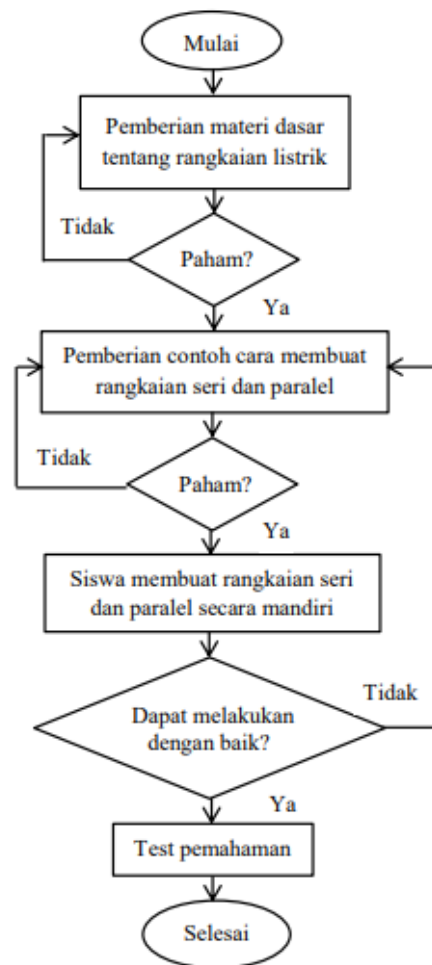 Mulai
Pemberian materi dasar
tentang rangkaian listrik
Tidak
Paham?
Ya
Pemberian contoh cara membuat
rangkaian seri dan paralel
Tidak
Paham?
Ya
Siswa membuat rangkaian seri
dan paralel secara mandiri
Tidak
Dapat melakukan
dengan baik?
Ya
Test pemahaman
Selesai